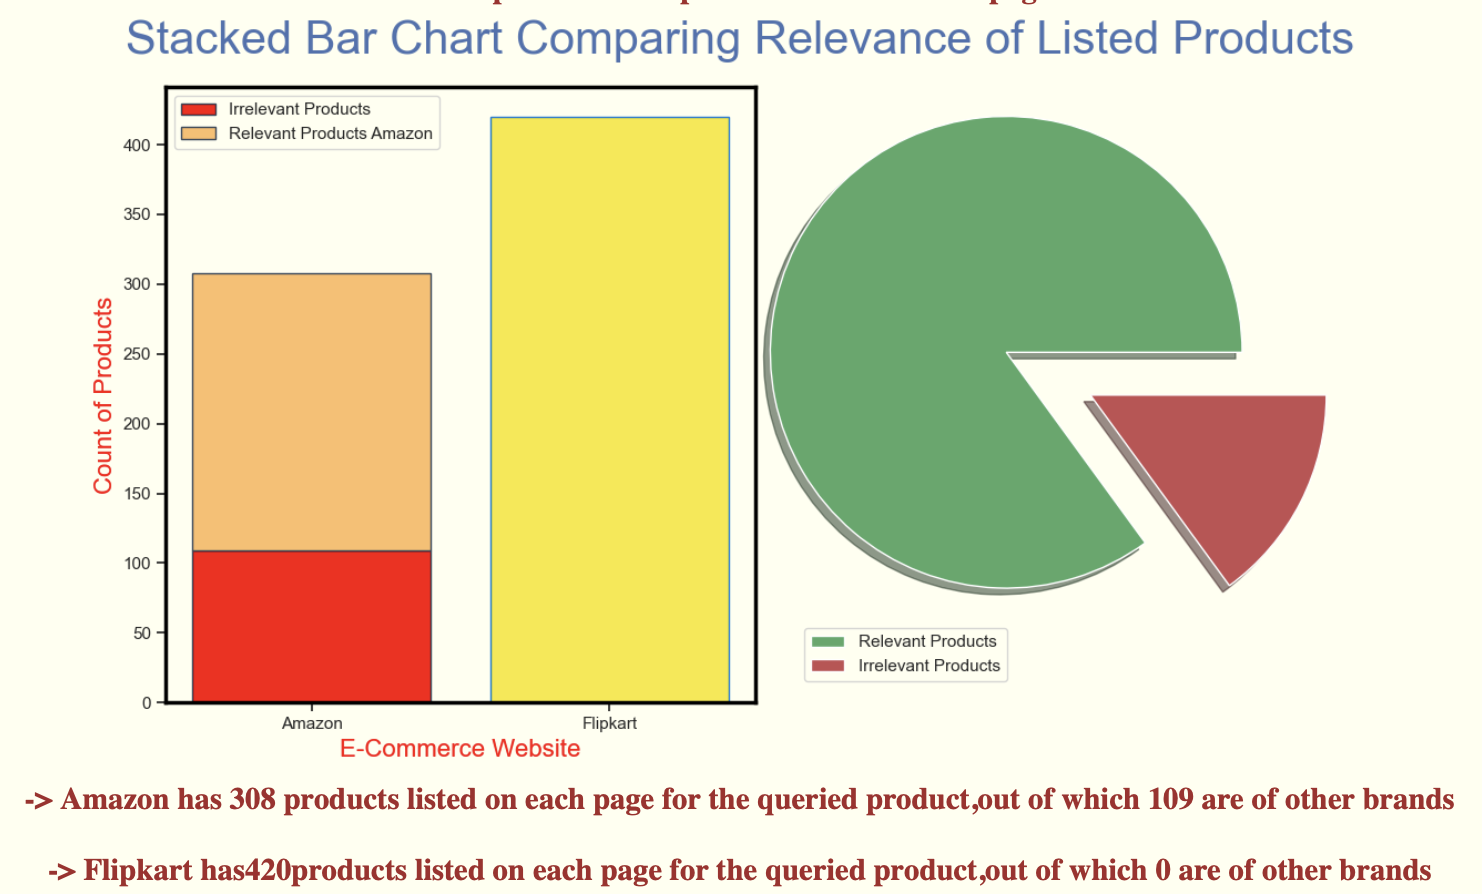 Stacked Bar Chart Comparing Relevance of Listed Products
Irrelevant Products
Relevant Products Amazon
400
350
300
250
200
150
100
50
0
Count of Products
Amazon
Flipkart
E-Commerce Website
Relevant Products
Irrelevant Products
-> Amazon has 308 products listed on each page for the queried product,out of which 109 are of other brands
-> Flipkart has420products listed on each page for the queried product,out of which 0 are of other brands